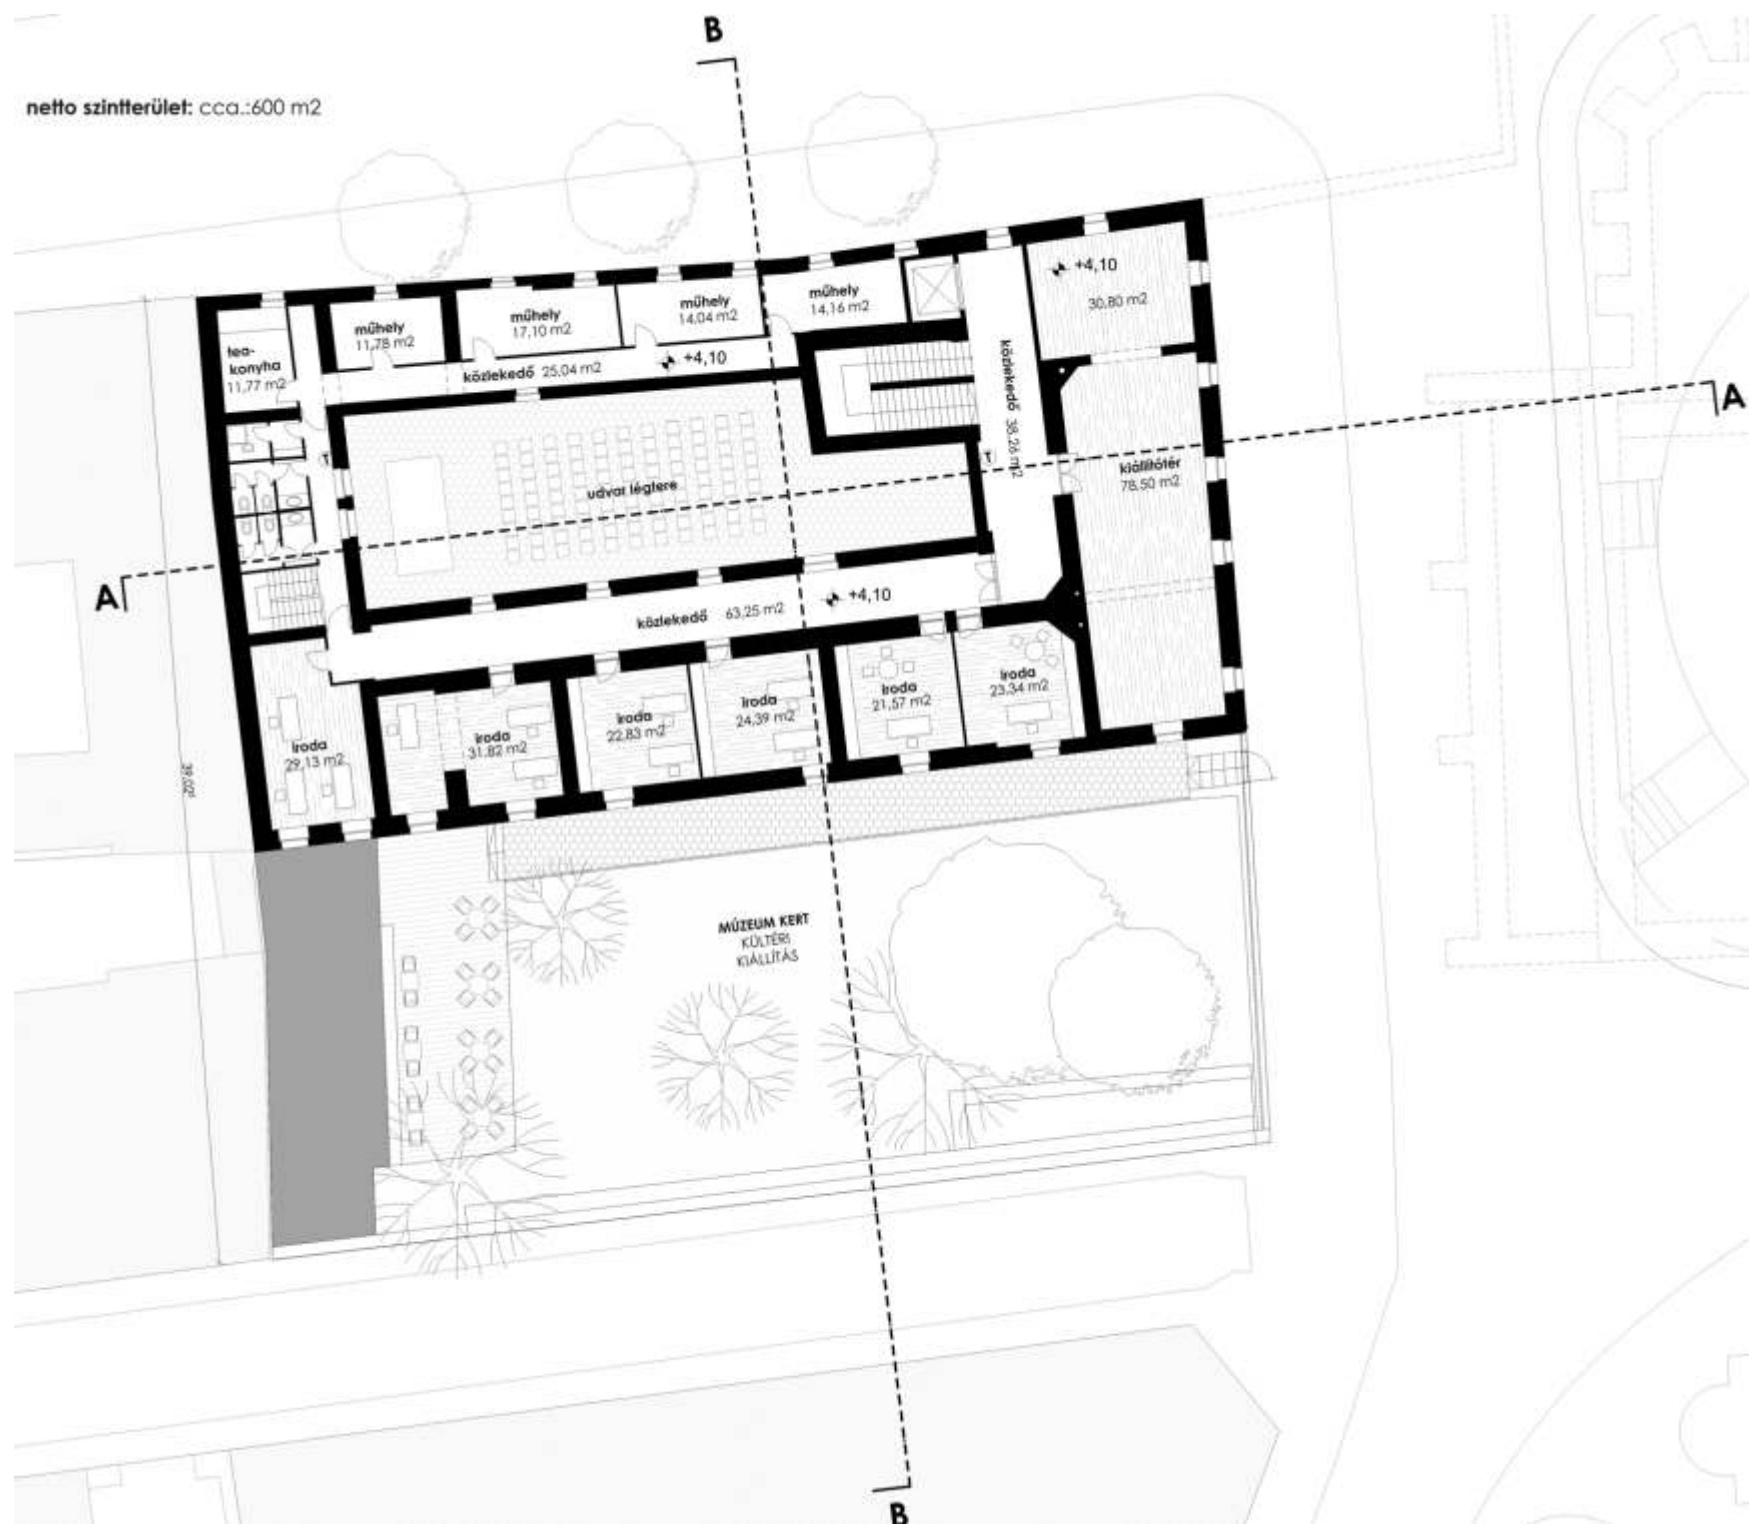 B
netto szintterület: cca.:600 m2
+4,10
30,80 m2
műhely
14,16 m2
műhely
14,04 m2
műhely
17,10 m2
műhely
11,78 m2
tea-
konyha
11,77 m2
közlekedő 25,04 m2
+4,10
közlekedő 38,26 m2
A
kiállítótér
78,50 m2
T
T
udvar légtere
A
közlekedő 63,25 m2
+4,10
iroda
29,13 m2
iroda
31,82 m2
iroda
22,83 m2
iroda
24,39 m2
iroda
21,57 m2
iroda
23,34 m2
MÚZEUM KERT
KÜLTÉRI
KIÁLLÍTÁS
B